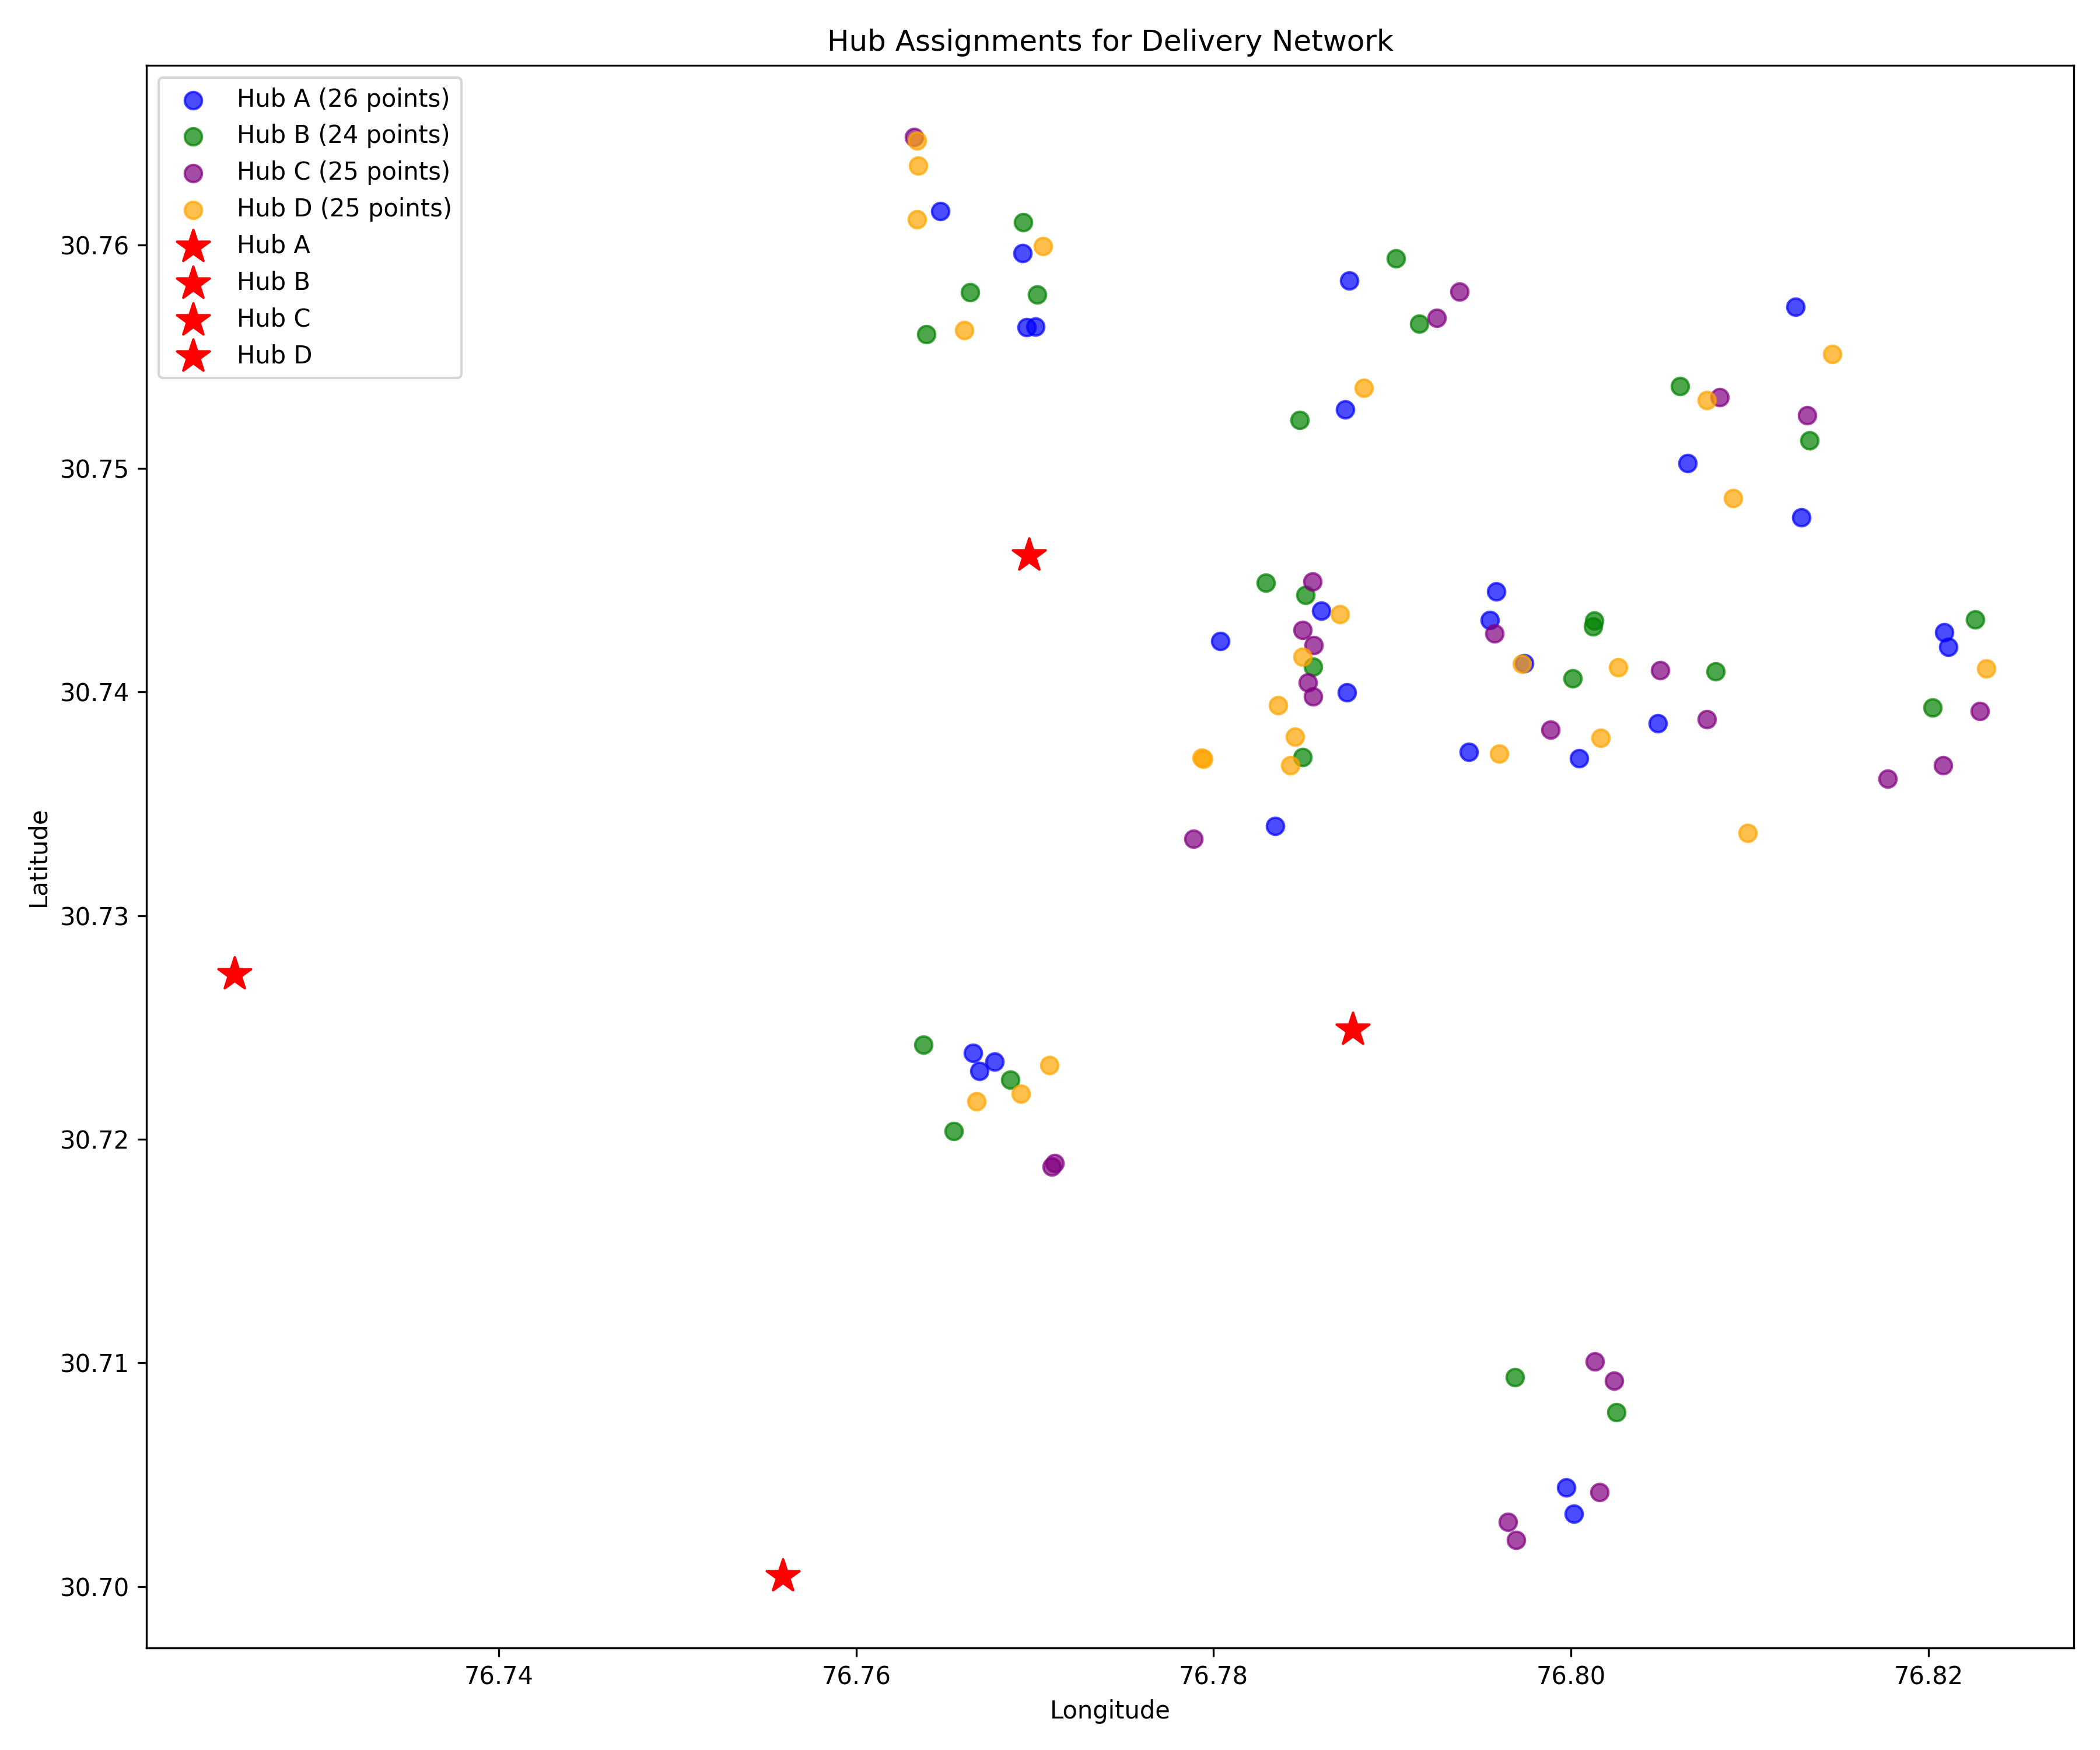 Hub Assignments for Delivery Network
Hub A (26 points)
Hub B (24 points)
Hub C (25 points)
Hub D (25 points)
Hub A
Hub B
Hub C
Hub D
30.76
30.75
30.74
30.73
30.72
30.71
30.70
Latitude
76.74
76.76
76.78
76.80
76.82
Longitude